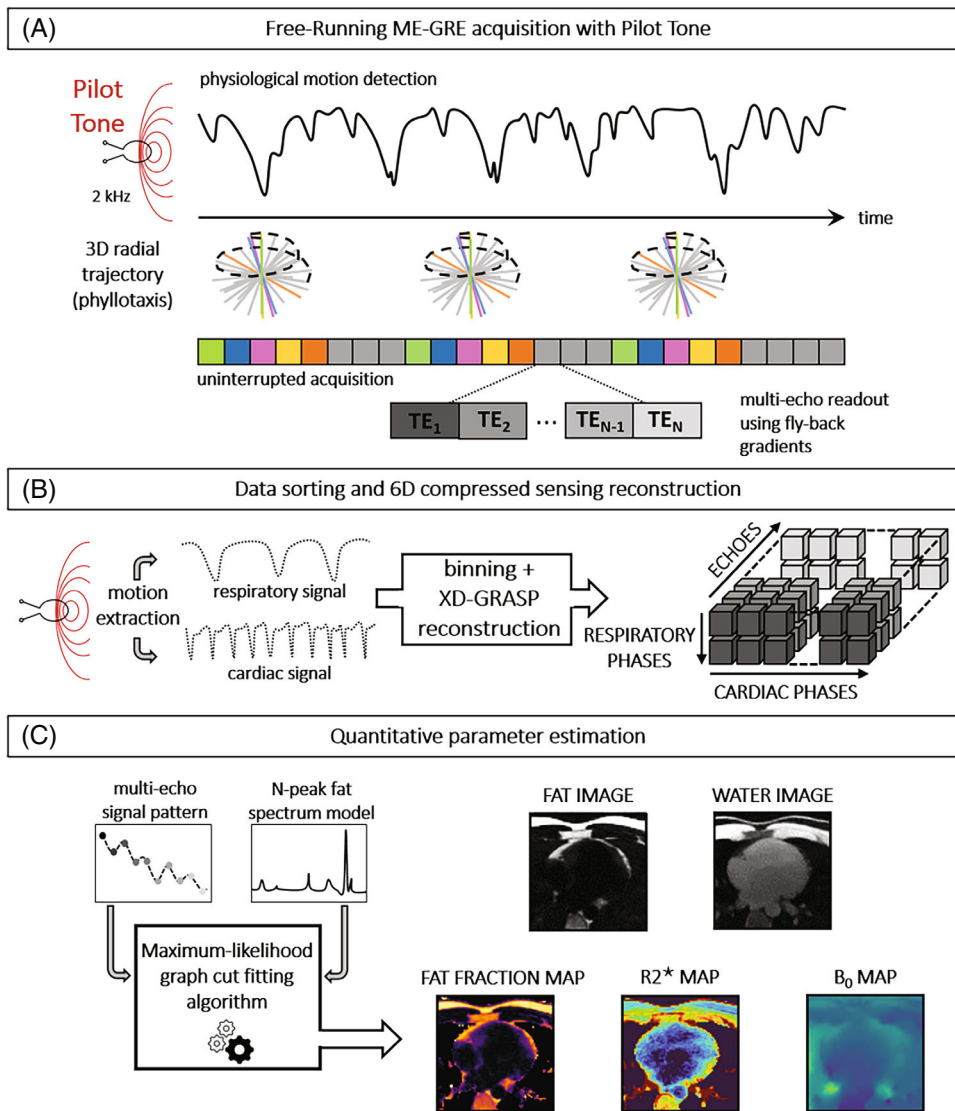 (A)
Free-Running ME-GRE acquisition with Pilot Tone
Pilot
Tone
2 kHz
physiological motion detection
time
3D radial
trajectory
(phyllotaxis)
uninterrupted acquisition
TE1 TE2 ... TEN-1 TEN
multi-echo readout
using fly-back
gradients
(B)
Data sorting and 6D compressed sensing reconstruction
motion
extraction
respiratory signal
cardiac signal
binning +
XD-GRASP
reconstruction
ECHOES
RESPIRATORY
PHASES
CARDIAC PHASES
(C)
Quantitative parameter estimation
multi-echo
signal pattern
N-peak fat
spectrum model
Maximum-likelihood
graph cut fitting
algorithm
FAT IMAGE
WATER IMAGE
FAT FRACTION MAP
R2* MAP
B0 MAP